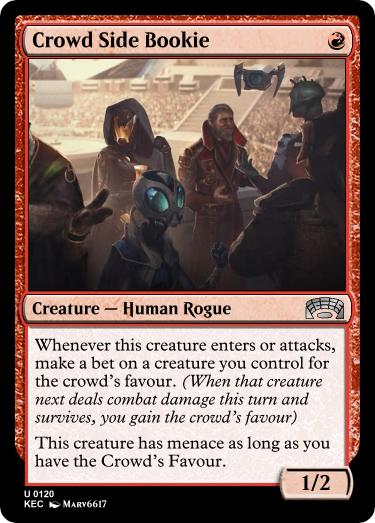 Crowd Side Bookie
Creature — Human Rogue
Whenever this creature enters or attacks,
make a bet on a creature you control for
the crowd's favour. (When that creature
next deals combat damage this turn and
survives, you gain the crowd's favour)
This creature has menace as long as you
have the Crowd's Favour.
1/2
U 0120
KEC Marv6617